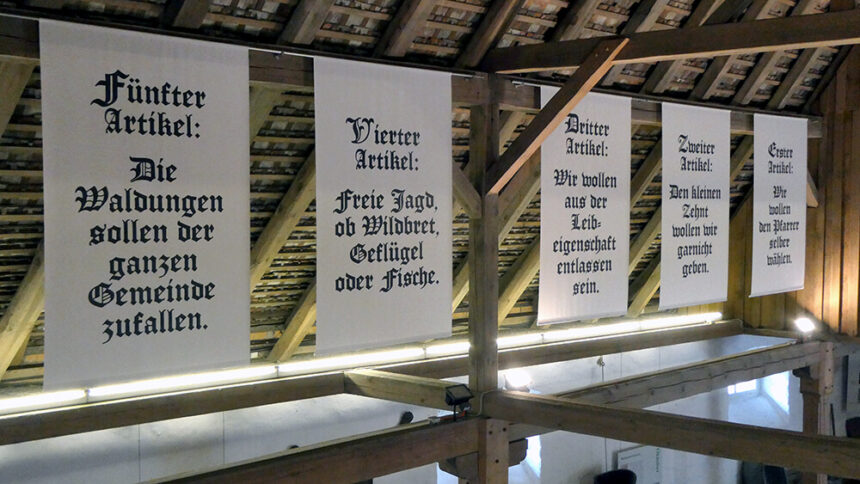 Fünfter
Artikel:
Die
Waldungen
sollen der
ganzen
Gemeinde
zufallen.
Vierter
Artikel:
Freie Jagd,
ob Wildbret,
Geflügel
oder Fische.
Dritter
Artikel:
Wir wollen
aus der
Leib-
eigenschaft
entlassen
sein.
Zweiter
Artikel:
Den kleinen
Zehnt
wollen wir
garnicht
geben.
Erster
Artikel:
Wir
wollen
den Pfarrer
selber
wählen.